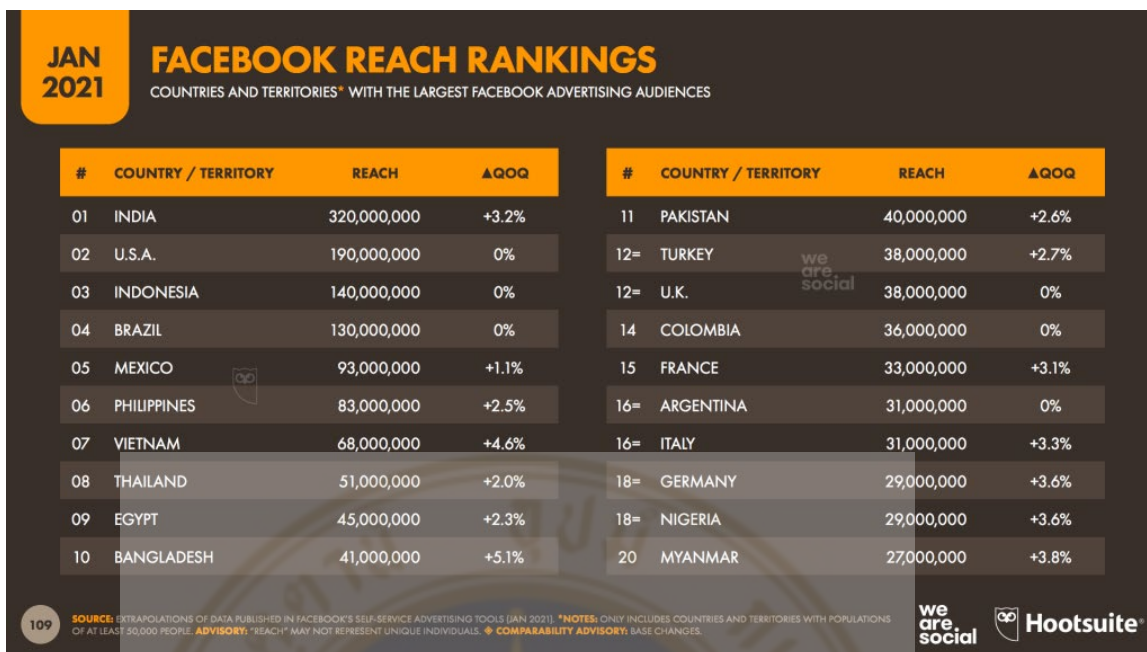 JAN
2021
FACEBOOK REACH RANKINGS
COUNTRIES AND TERRITORIES* WITH THE LARGEST FACEBOOK ADVERTISING AUDIENCES
# COUNTRY / TERRITORY REACH ▲QOQ
01 INDIA 320,000,000 +3.2%
02 U.S.A. 190,000,000 0%
03 INDONESIA 140,000,000 0%
04 BRAZIL 130,000,000 0%
05 MEXICO 93,000,000 +1.1%
06 PHILIPPINES 83,000,000 +2.5%
07 VIETNAM 68,000,000 +4.6%
08 THAILAND 51,000,000 +2.0%
09 EGYPT 45,000,000 +2.3%
10 BANGLADESH 41,000,000 +5.1%
# COUNTRY / TERRITORY REACH ▲QOQ
11 PAKISTAN 40,000,000 +2.6%
12= TURKEY 38,000,000 +2.7%
12= U.K. 38,000,000 0%
14 COLOMBIA 36,000,000 0%
15 FRANCE 33,000,000 +3.1%
16= ARGENTINA 31,000,000 0%
16= ITALY 31,000,000 +3.3%
18= GERMANY 29,000,000 +3.6%
18= NIGERIA 29,000,000 +3.6%
20 MYANMAR 27,000,000 +3.8%
we
are.
social
109
SOURCE: EXTRAPOLATIONS OF DATA PUBLISHED IN FACEBOOK'S SELF-SERVICE ADVERTISING TOOLS (JAN 2021). *NOTES: ONLY INCLUDES COUNTRIES AND TERRITORIES WITH POPULATIONS
OF AT LEAST 50,000 PEOPLE. ADVISORY: "REACH" MAY NOT REPRESENT UNIQUE INDIVIDUALS. ◆ COMPARABILITY ADVISORY: BASE CHANGES.
we
are.
social
Hootsuite®